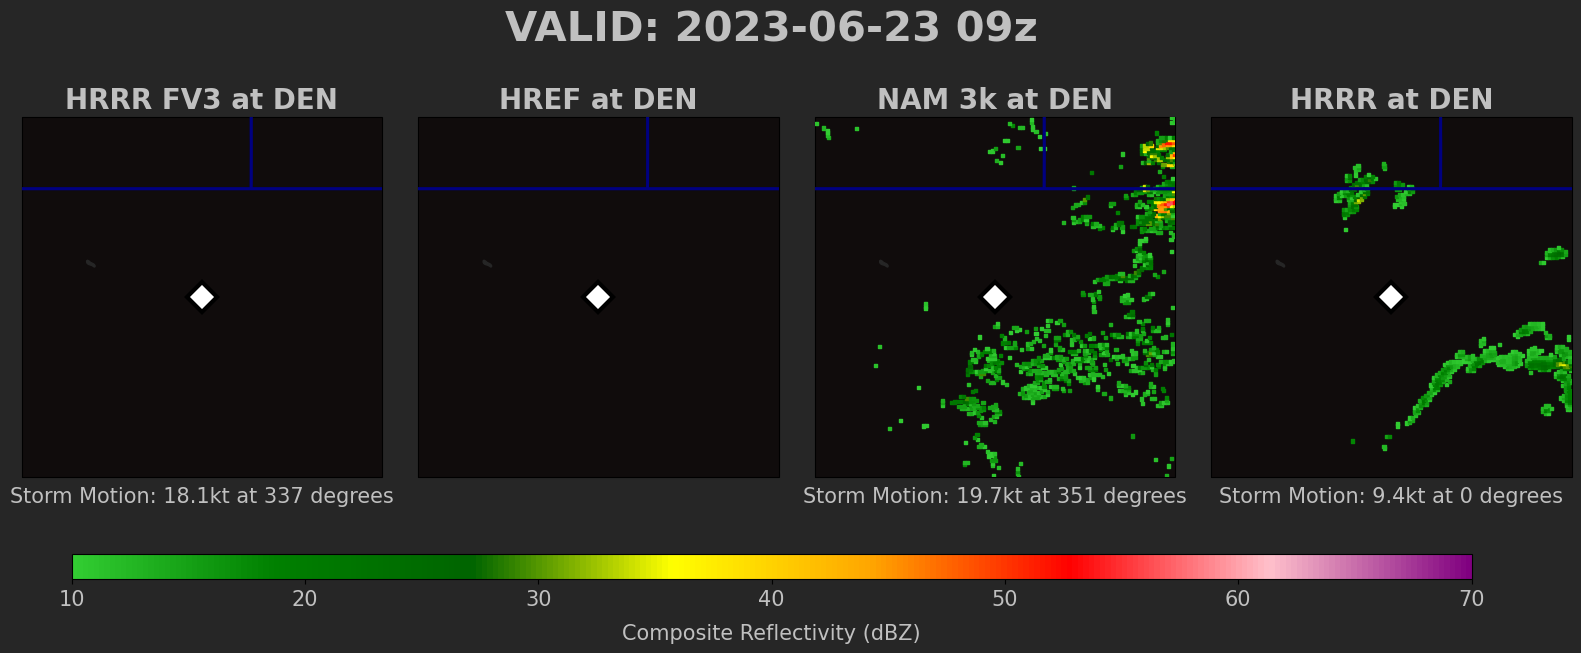 VALID: 2023-06-23 09z
HRRR FV3 at DEN
HREF at DEN
NAM 3k at DEN
HRRR at DEN
Storm Motion: 18.1kt at 337 degrees
Storm Motion: 19.7kt at 351 degrees
Storm Motion: 9.4kt at 0 degrees
10 20 30 40 50 60 70
Composite Reflectivity (dBZ)